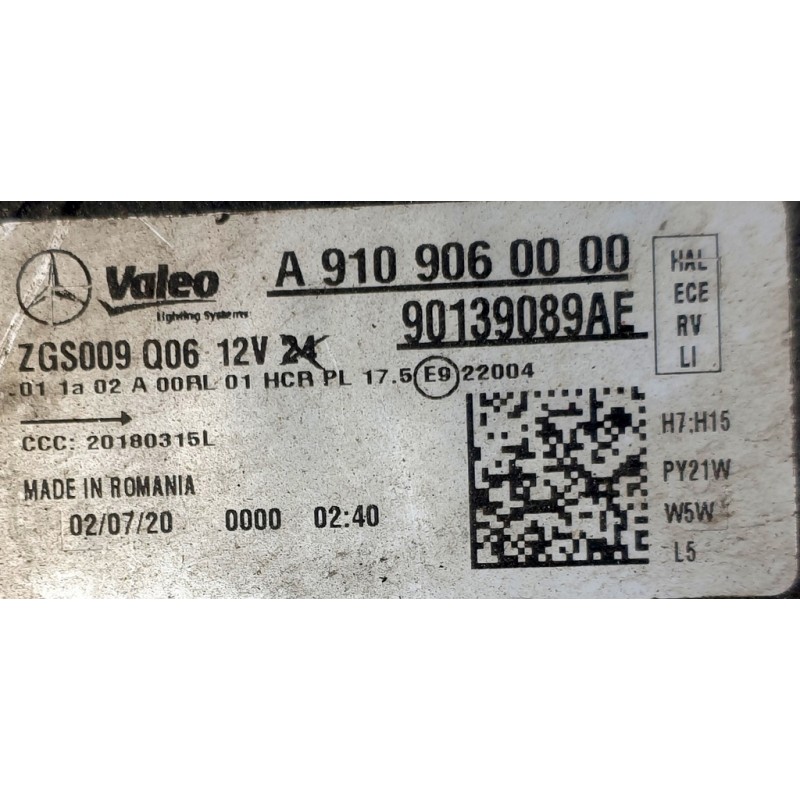 Valeo
Lighting Systems
A 910 906 00 00
90139089AE
HAL
ECE
RV
LI
ZGS009 Q06 12V 24
.01 1a 02 A 00RL 01 HCR PL 17.5 E9 22004
CCC: 20180315L
MADE IN ROMANIA
02/07/20 0000 02:40
H7;H15
PY21W
W5W
L5